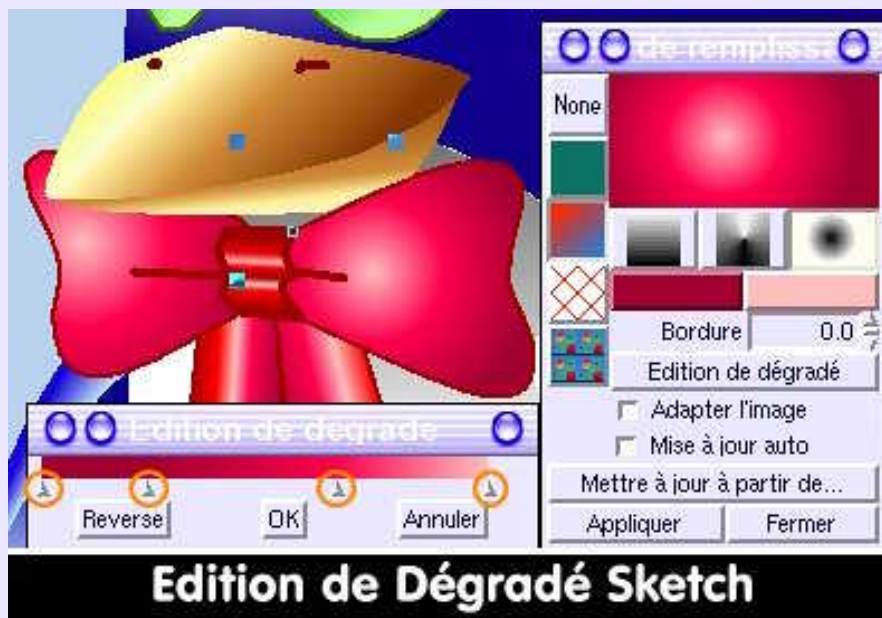 de remplissa
None
Bordure 0.0
Edition de dégradé
Adapter l'image
Mise à jour auto
Mettre à jour à partir de...
Appliquer Fermer
Edition de degrade
Reverse OK Annuler
Edition de Dégradé Sketch